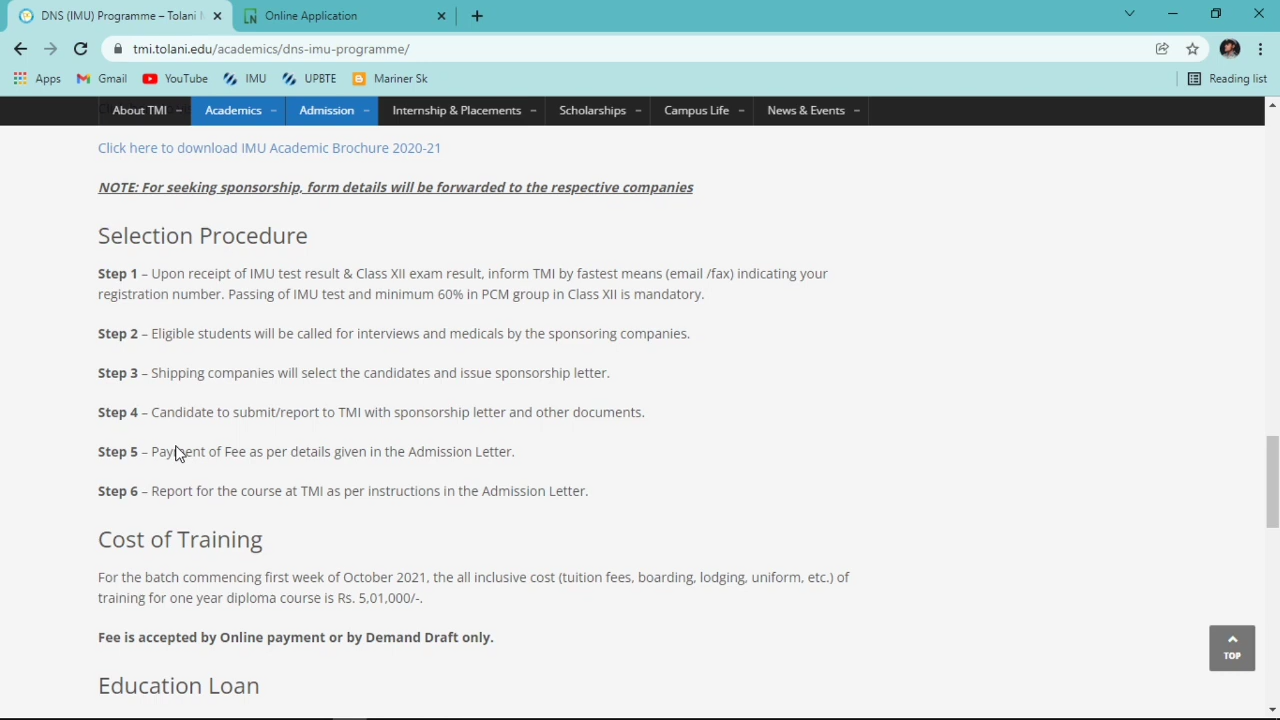 DNS (IMU) Programme – Tolani
Online Application
tmi.tolani.edu/academics/dns-imu-programme/
Apps
Gmail
YouTube
IMU
UPBTE
Mariner Sk
Reading list
About TMI
Academics
Admission
Internship & Placements
Scholarships
Campus Life
News & Events
Click here to download IMU Academic Brochure 2020-21
NOTE: For seeking sponsorship, form details will be forwarded to the respective companies
Selection Procedure
Step 1 – Upon receipt of IMU test result & Class XII exam result, inform TMI by fastest means (email /fax) indicating your
registration number. Passing of IMU test and minimum 60% in PCM group in Class XII is mandatory.
Step 2 – Eligible students will be called for interviews and medicals by the sponsoring companies.
Step 3 – Shipping companies will select the candidates and issue sponsorship letter.
Step 4 – Candidate to submit/report to TMI with sponsorship letter and other documents.
Step 5 – Payment of Fee as per details given in the Admission Letter.
Step 6 – Report for the course at TMI as per instructions in the Admission Letter.
Cost of Training
For the batch commencing first week of October 2021, the all inclusive cost (tuition fees, boarding, lodging, uniform, etc.) of
training for one year diploma course is Rs. 5,01,000/-.
Fee is accepted by Online payment or by Demand Draft only.
TOP
Education Loan